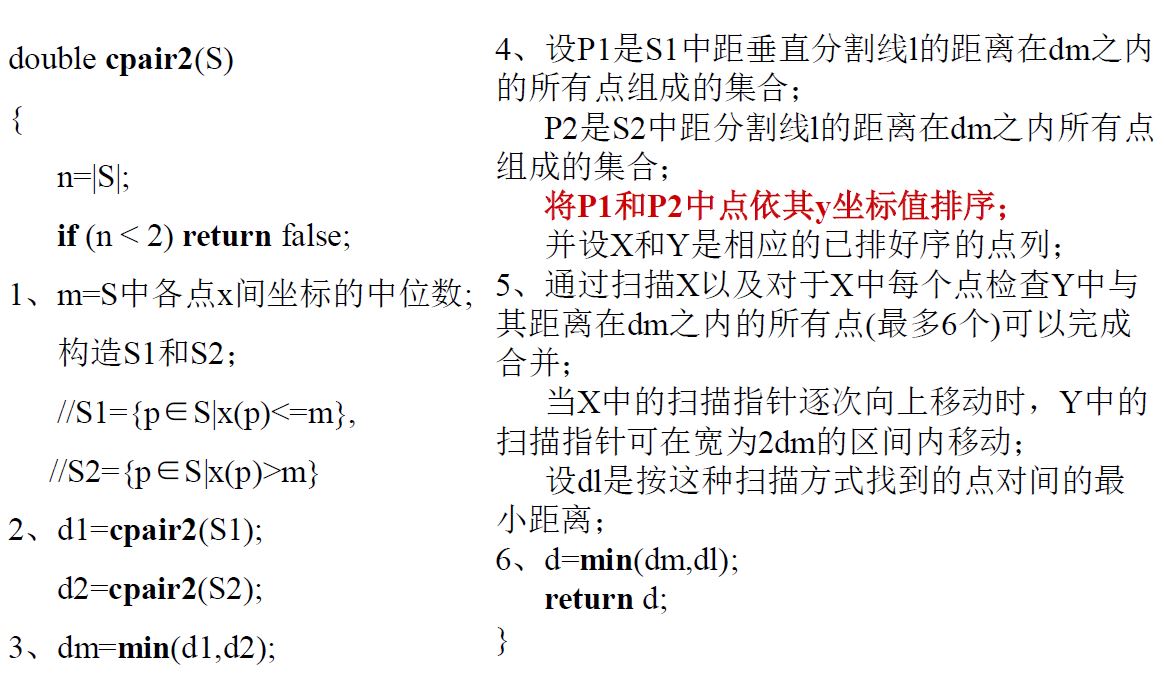 double cpair2(S)
{
n=|S|;
if (n < 2) return false;
1、m=S中各点x间坐标的中位数;
构造S1和S2；
//S1={p∈S|x(p)<=m},
//S2={p∈S|x(p)>m}
2、d1=cpair2(S1);
d2=cpair2(S2);
3、dm=min(d1,d2);
4、设P1是S1中距垂直分割线l的距离在dm之内
的所有点组成的集合；
P2是S2中距分割线l的距离在dm之内所有点
组成的集合；
将P1和P2中点依其y坐标值排序；
并设X和Y是相应的已排好序的点列；
5、通过扫描X以及对于X中每个点检查Y中与
其距离在dm之内的所有点(最多6个)可以完成
合并；
当X中的扫描指针逐次向上移动时，Y中的
扫描指针可在宽为2dm的区间内移动；
设dl是按这种扫描方式找到的点对间的最
小距离；
6、d=min(dm,dl);
return d;
}